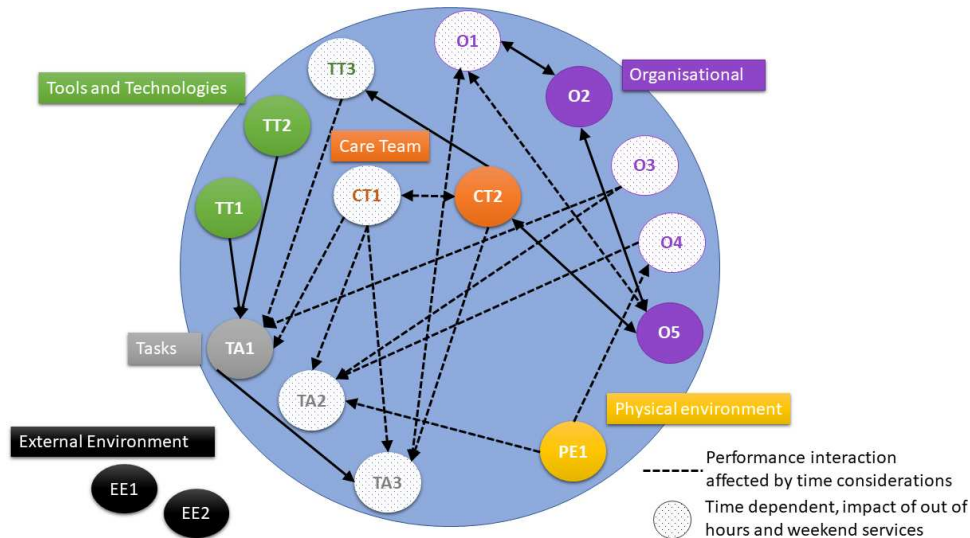 O1
TT3
Organisational
Tools and Technologies
O2
TT2
Care Team
O3
CT1
CT2
TT1
O4
O5
Tasks
TA1
TA2
Physical environment
External Environment
PE1
Performance interaction
affected by time considerations
TA3
EE1
EE2
Time dependent, impact of out of
hours and weekend services